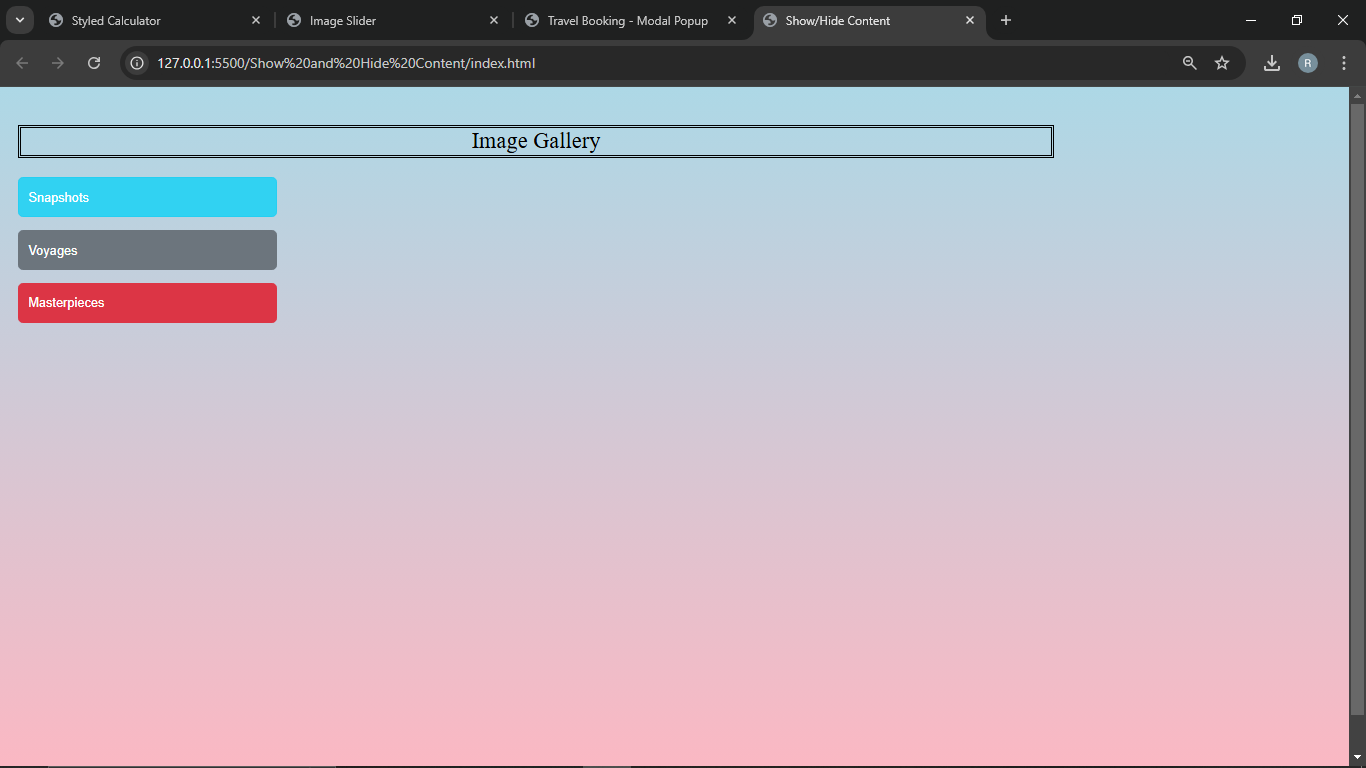 Styled Calculator
Image Slider
Travel Booking - Modal Popup
Show/Hide Content
127.0.0.1:5500/Show%20and%20Hide%20Content/index.html
R
Image Gallery
Snapshots
Voyages
Masterpieces